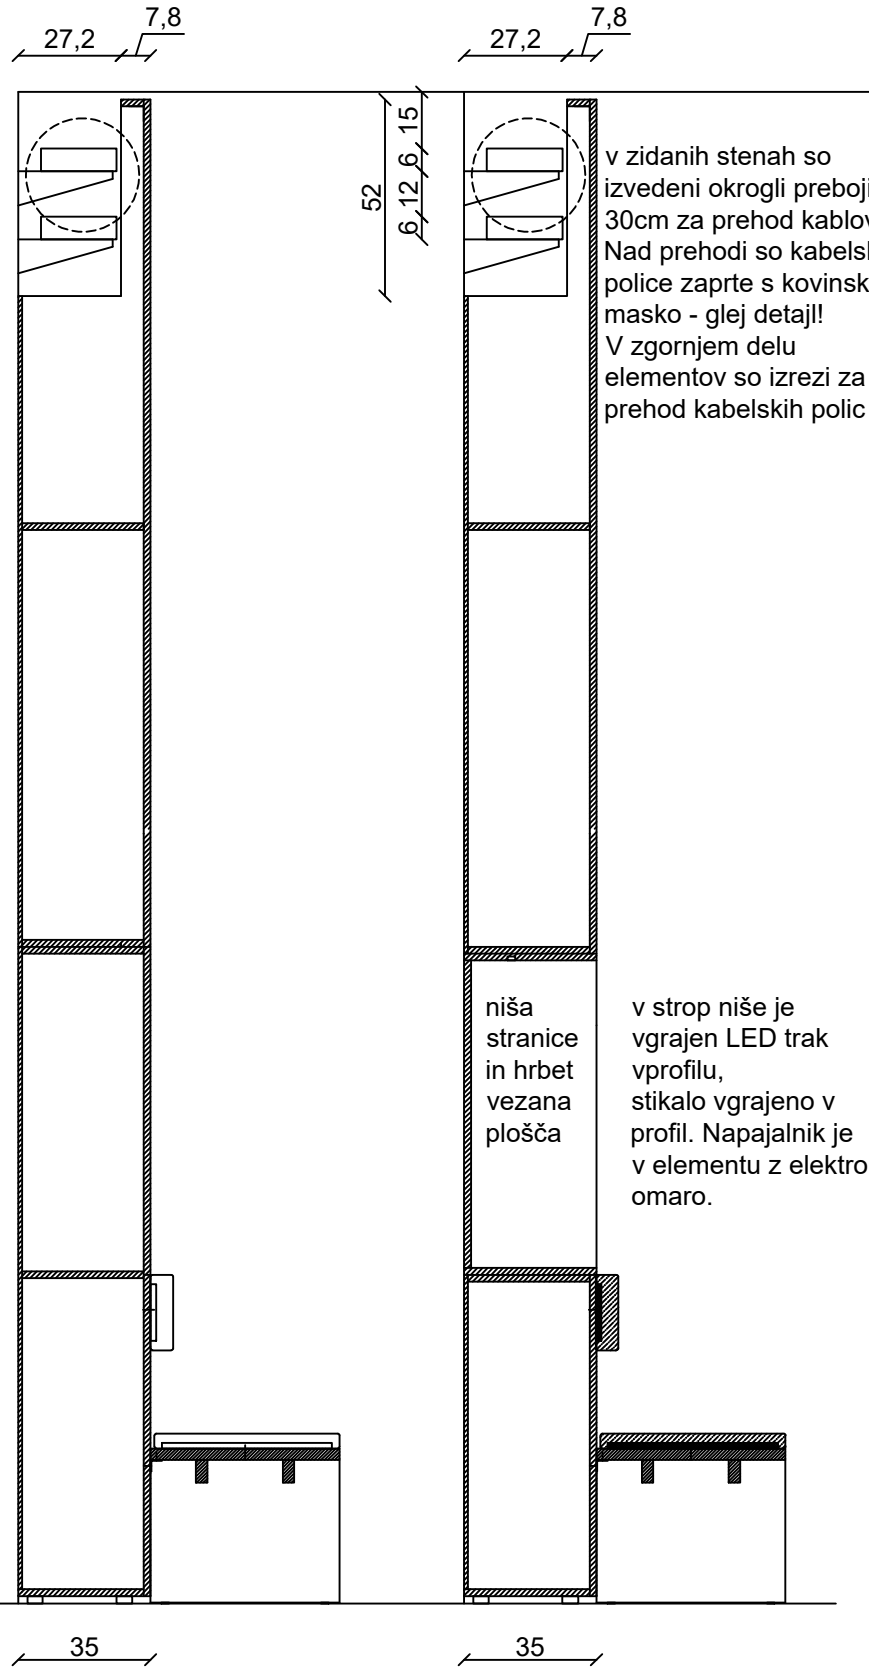 27,2
7,8
27,2
7,8
15
6
12
6
52
v zidanih stenah so
izvedeni okrogli preboji
30cm za prehod kablov
Nad prehodi so kabelsk
police zaprte s kovinsk
masko - glej detajl!
V zgornjem delu
elementov so izrezi za
prehod kabelskih polic
niša
stranice
in hrbet
vezana
plošča
v strop niše je
vgrajen LED trak
vprofilu,
stikalo vgrajeno v
profil. Napajalnik je
v elementu z elektro
omaro.
35
35